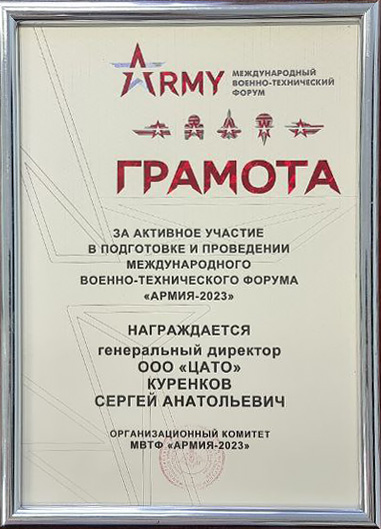 ARMY
МЕЖДУНАРОДНЫЙ
ВОЕННО-ТЕХНИЧЕСКИЙ
ФОРУМ
ГРАМОТА
ЗА АКТИВНОЕ УЧАСТИЕ
В ПОДГОТОВКЕ И ПРОВЕДЕНИИ
МЕЖДУНАРОДНОГО
ВОЕННО-ТЕХНИЧЕСКОГО ФОРУМА
«АРМИЯ-2023»
НАГРАЖДАЕТСЯ
генеральный директор
ООО «ЦАТО»
КУРЕНКОВ
СЕРГЕЙ АНАТОЛЬЕВИЧ
ОРГАНИЗАЦИОННЫЙ КОМИТЕТ
МВТФ «АРМИЯ-2023»